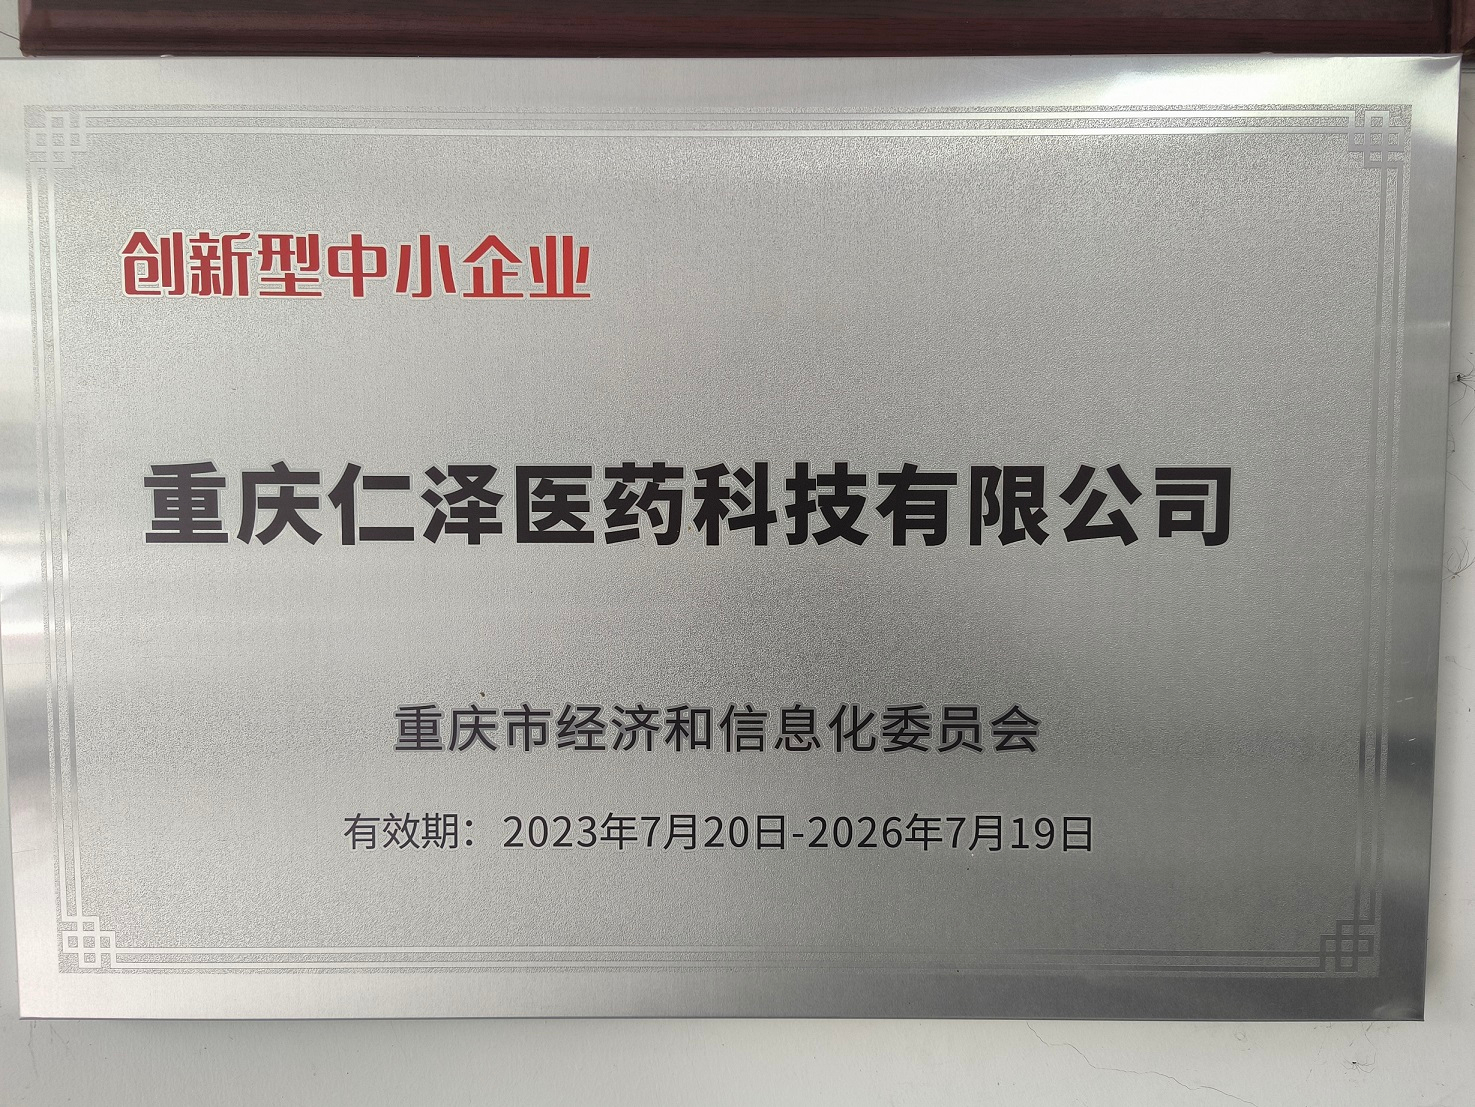 创新型中小企业
重庆仁泽医药科技有限公司
重庆市经济和信息化委员会
有效期：2023年7月20日-2026年7月19日